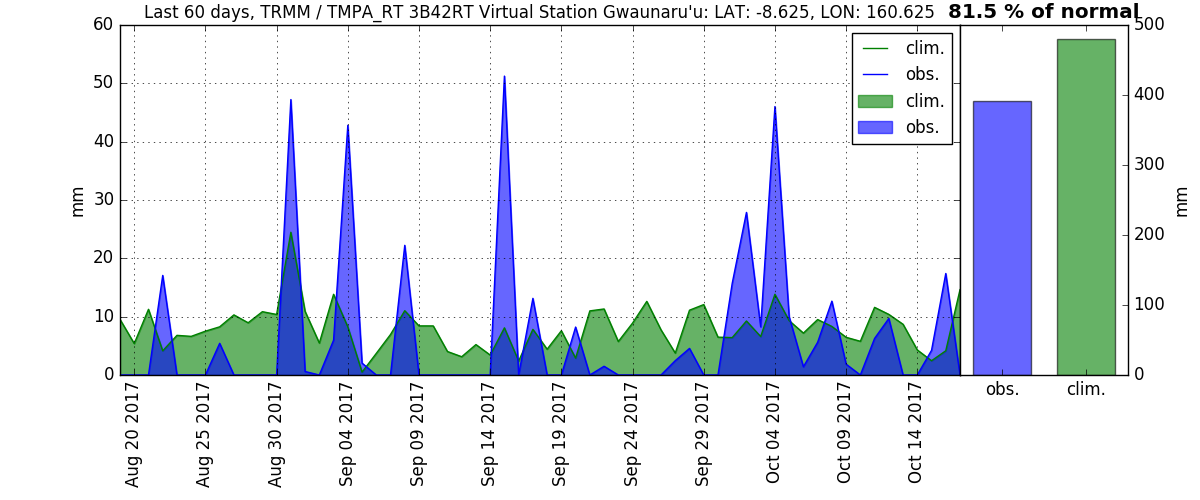 Last 60 days, TRMM / TMPA_RT 3B42RT Virtual Station Gwaunaru'u: LAT: -8.625, LON: 160.625
81.5 % of normal
60
50
40
30
20
10
0
mm
clim.
obs.
clim.
obs.
Aug 20 2017
Aug 25 2017
Aug 30 2017
Sep 04 2017
Sep 09 2017
Sep 14 2017
Sep 19 2017
Sep 24 2017
Sep 29 2017
Oct 04 2017
Oct 09 2017
Oct 14 2017
500
400
300
200
100
0
mm
obs.
clim.